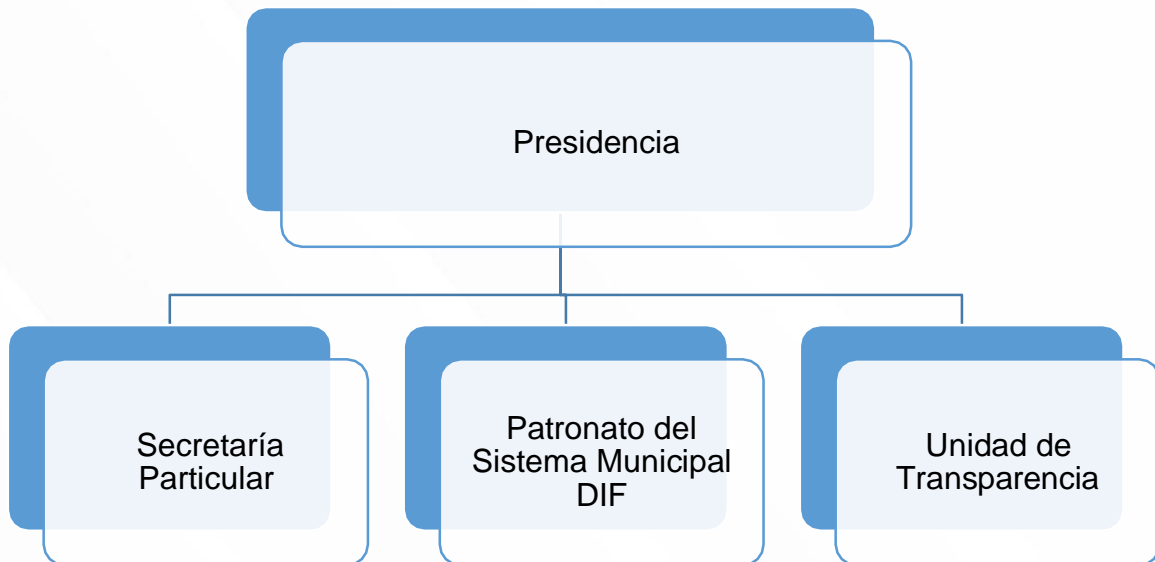 Presidencia
Secretaría
Particular
Patronato del
Sistema Municipal
DIF
Unidad de
Transparencia